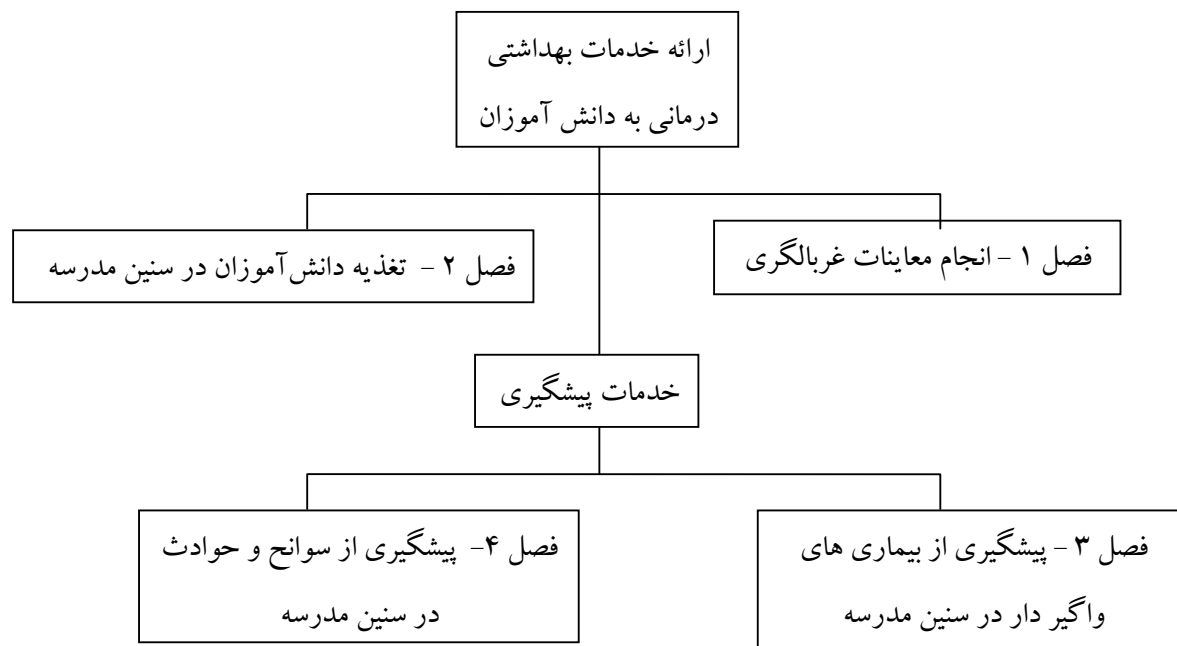 ارائه خدمات بهداشتی
درمانی به دانش آموزان
فصل ۱ - انجام معاینات غربالگری
فصل ۲ - تغذیه دانش‌آموزان در سنین مدرسه
خدمات پیشگیری
فصل ۳ - پیشگیری از بیماری های
واگیر دار در سنین مدرسه
فصل ۴- پیشگیری از سوانح و حوادث
در سنین مدرسه